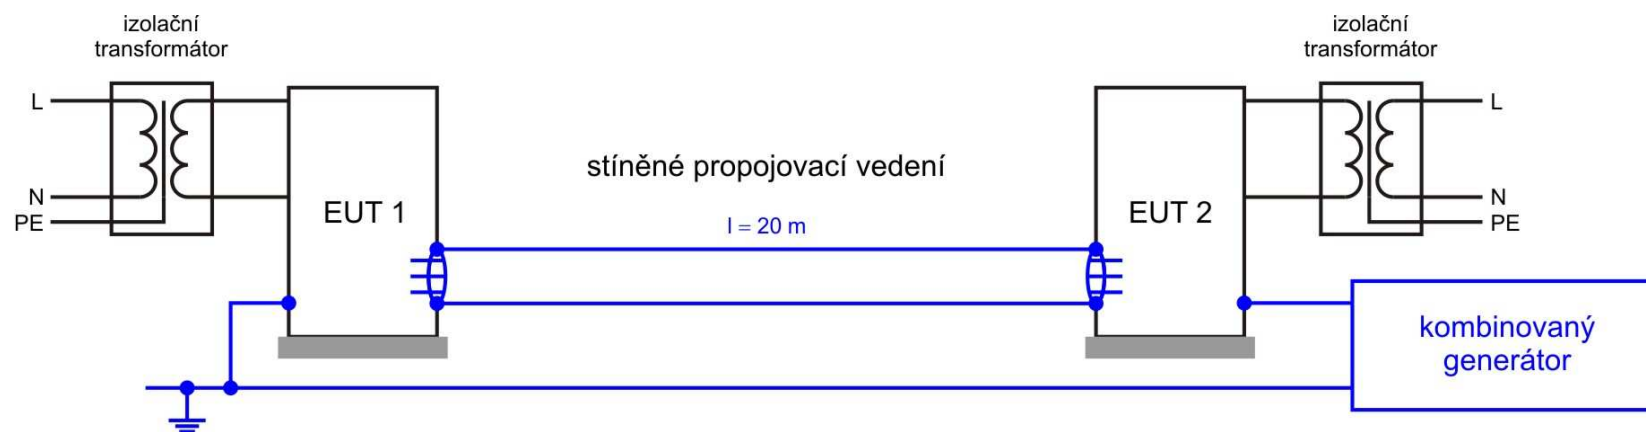 izolační
transformátor
izolační
transformátor
L
L
stíněné propojovací vedení
N
EUT 1
EUT 2
N
PE
l = 20 m
PE
kombinovaný
generátor